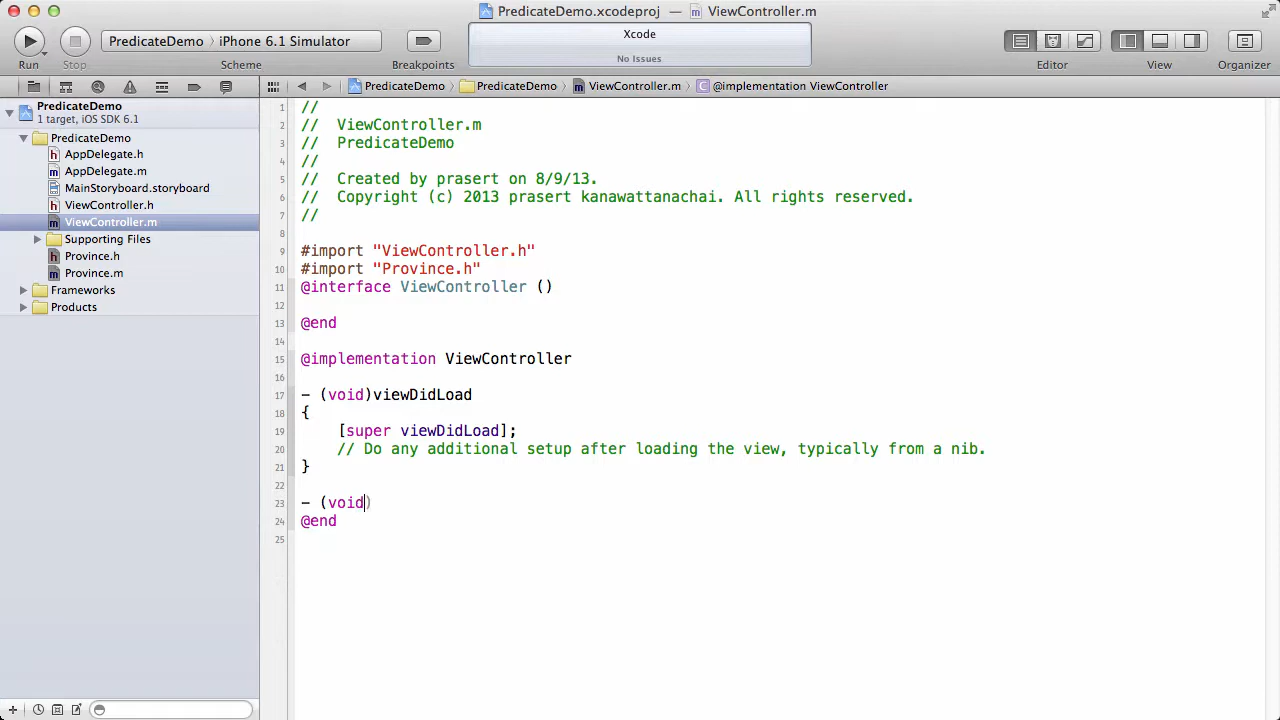 PredicateDemo.xcodeproj — ViewController.m
Run
Stop
PredicateDemo 〉 iPhone 6.1 Simulator
Scheme
Breakpoints
Xcode
No Issues
Editor
View
Organizer
PredicateDemo 〉 PredicateDemo 〉 ViewController.m 〉 @implementation ViewController
PredicateDemo
1 target, iOS SDK 6.1
PredicateDemo
AppDelegate.h
AppDelegate.m
MainStoryboard.storyboard
ViewController.h
ViewController.m
Supporting Files
Province.h
Province.m
Frameworks
Products
1 //
2 //  ViewController.m
3 //  PredicateDemo
4 //
5 //  Created by prasert on 8/9/13.
6 //  Copyright (c) 2013 prasert kanawattanachai. All rights reserved.
7 //
8
9 #import "ViewController.h"
10 #import "Province.h"
11 @interface ViewController ()
12
13 @end
14
15 @implementation ViewController
16
17 - (void)viewDidLoad
18 {
19     [super viewDidLoad];
20     // Do any additional setup after loading the view, typically from a nib.
21 }
22
23 - (void)
24 @end
25